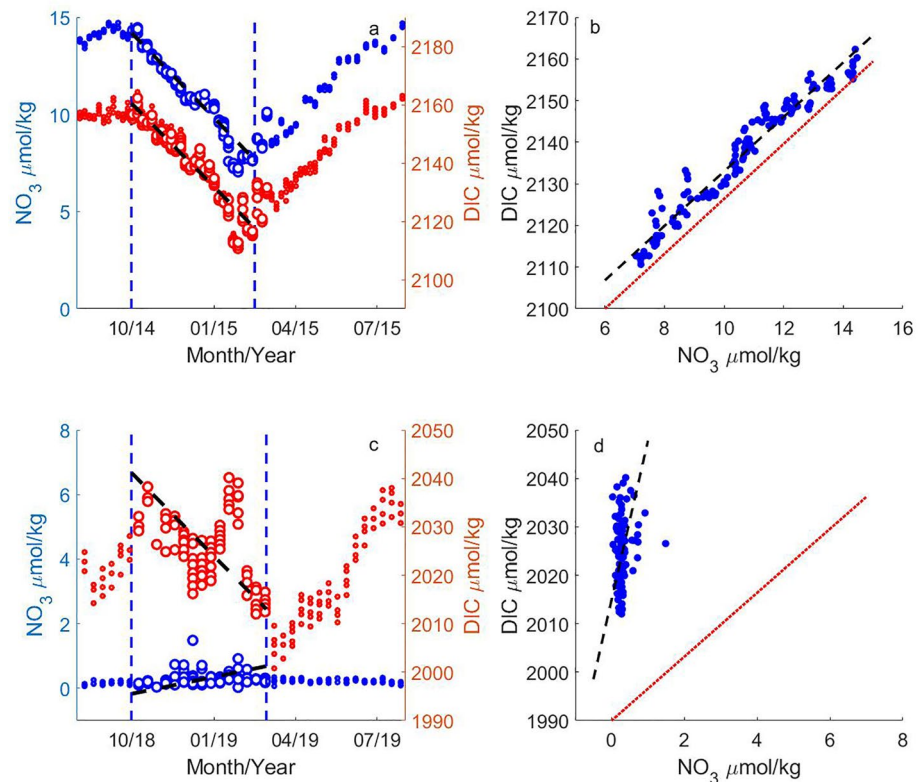 a
15
10
5
0
NO3 μmol/kg
2180
2160
2140
2120
2100
DIC μmol/kg
10/14 01/15 04/15 07/15
Month/Year
b
2170
2160
2150
2140
2130
2120
2110
2100
DIC μmol/kg
6 8 10 12 14 16
NO3 μmol/kg
c
8
6
4
2
0
NO3 μmol/kg
2050
2040
2030
2020
2010
2000
1990
DIC μmol/kg
10/18 01/19 04/19 07/19
Month/Year
d
2050
2040
2030
2020
2010
2000
1990
DIC μmol/kg
0 2 4 6 8
NO3 μmol/kg